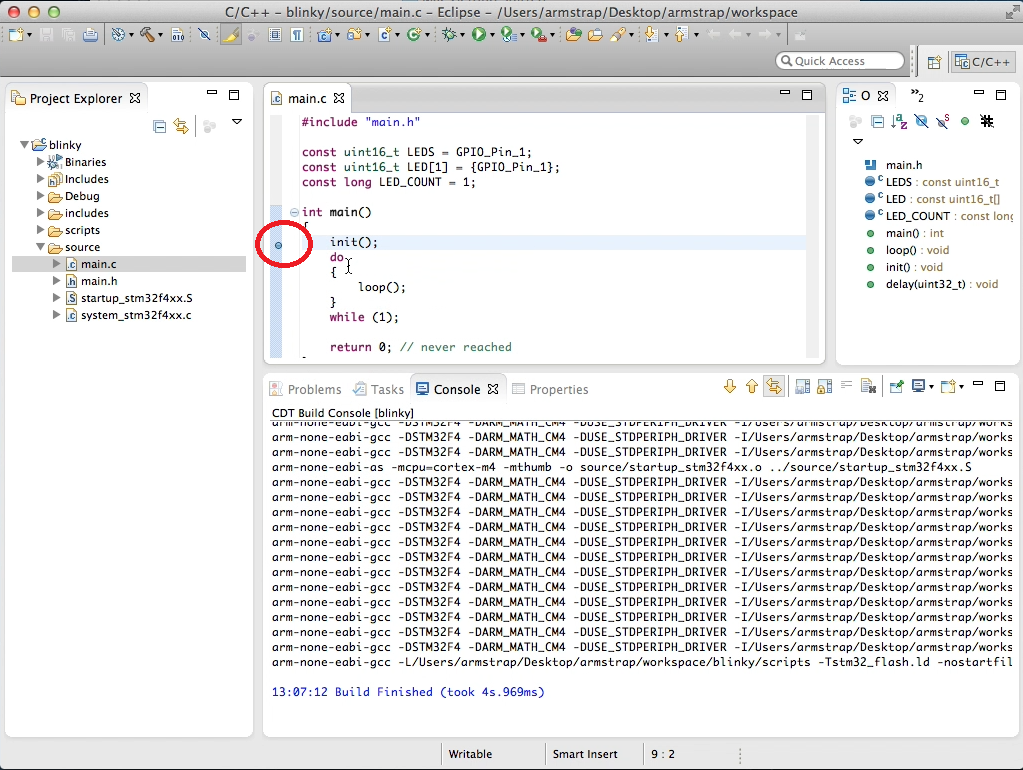 C/C++ – blinky/source/main.c – Eclipse – /Users/armstrap/Desktop/armstrap/workspace
010
Quick Access
C/C++
Project Explorer
blinky
Binaries
Includes
Debug
includes
scripts
source
main.c
main.h
startup_stm32f4xx.S
system_stm32f4xx.c
main.c
#include "main.h"
const uint16_t LEDS = GPIO_Pin_1;
const uint16_t LED[1] = {GPIO_Pin_1};
const long LED_COUNT = 1;
int main()
{
init();
do
{
loop();
}
while (1);
return 0; // never reached
O
»2
main.h
LEDS : const uint16_t
LED : const uint16_t[]
LED_COUNT : const long
main() : int
loop() : void
init() : void
delay(uint32_t) : void
Problems
Tasks
Console
Properties
CDT Build Console [blinky]
arm-none-eabi-gcc -DSTM32F4 -DARM_MATH_CM4 -DUSE_STDPERIPH_DRIVER -I/Users/armstrap/Desktop/armstrap/works
arm-none-eabi-gcc -DSTM32F4 -DARM_MATH_CM4 -DUSE_STDPERIPH_DRIVER -I/Users/armstrap/Desktop/armstrap/works
arm-none-eabi-gcc -DSTM32F4 -DARM_MATH_CM4 -DUSE_STDPERIPH_DRIVER -I/Users/armstrap/Desktop/armstrap/works
arm-none-eabi-as -mcpu=cortex-m4 -mthumb -o source/startup_stm32f4xx.o ../source/startup_stm32f4xx.S
arm-none-eabi-gcc -DSTM32F4 -DARM_MATH_CM4 -DUSE_STDPERIPH_DRIVER -I/Users/armstrap/Desktop/armstrap/works
arm-none-eabi-gcc -DSTM32F4 -DARM_MATH_CM4 -DUSE_STDPERIPH_DRIVER -I/Users/armstrap/Desktop/armstrap/works
arm-none-eabi-gcc -DSTM32F4 -DARM_MATH_CM4 -DUSE_STDPERIPH_DRIVER -I/Users/armstrap/Desktop/armstrap/works
arm-none-eabi-gcc -DSTM32F4 -DARM_MATH_CM4 -DUSE_STDPERIPH_DRIVER -I/Users/armstrap/Desktop/armstrap/works
arm-none-eabi-gcc -DSTM32F4 -DARM_MATH_CM4 -DUSE_STDPERIPH_DRIVER -I/Users/armstrap/Desktop/armstrap/works
arm-none-eabi-gcc -DSTM32F4 -DARM_MATH_CM4 -DUSE_STDPERIPH_DRIVER -I/Users/armstrap/Desktop/armstrap/works
arm-none-eabi-gcc -DSTM32F4 -DARM_MATH_CM4 -DUSE_STDPERIPH_DRIVER -I/Users/armstrap/Desktop/armstrap/works
arm-none-eabi-gcc -DSTM32F4 -DARM_MATH_CM4 -DUSE_STDPERIPH_DRIVER -I/Users/armstrap/Desktop/armstrap/works
arm-none-eabi-gcc -DSTM32F4 -DARM_MATH_CM4 -DUSE_STDPERIPH_DRIVER -I/Users/armstrap/Desktop/armstrap/works
arm-none-eabi-gcc -DSTM32F4 -DARM_MATH_CM4 -DUSE_STDPERIPH_DRIVER -I/Users/armstrap/Desktop/armstrap/works
arm-none-eabi-gcc -DSTM32F4 -DARM_MATH_CM4 -DUSE_STDPERIPH_DRIVER -I/Users/armstrap/Desktop/armstrap/works
arm-none-eabi-gcc -DSTM32F4 -DARM_MATH_CM4 -DUSE_STDPERIPH_DRIVER -I/Users/armstrap/Desktop/armstrap/works
arm-none-eabi-gcc -L/Users/armstrap/Desktop/armstrap/workspace/blinky/scripts -Tstm32_flash.ld -nostartfil
13:07:12 Build Finished (took 4s.969ms)
Writable
Smart Insert
9 : 2